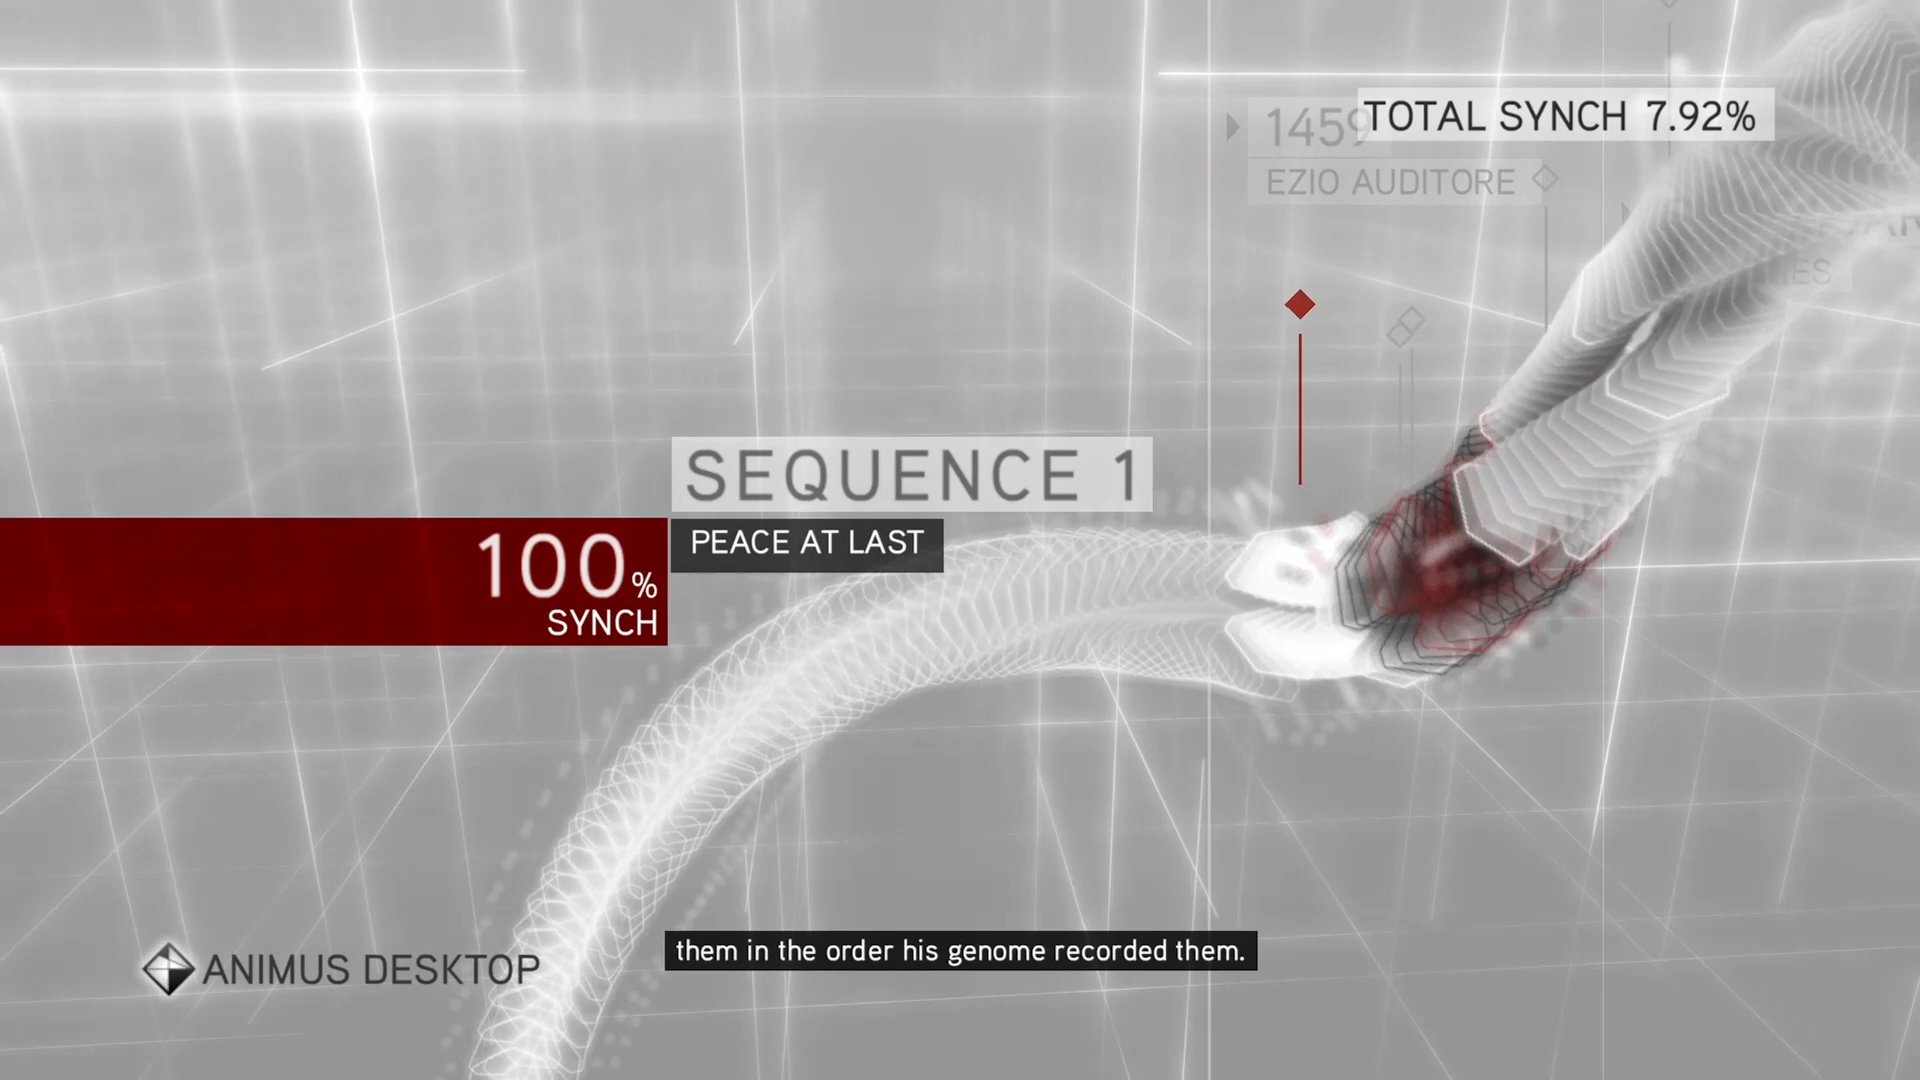 TOTAL SYNCH 7.92%
1459
EZIO AUDITORE
SEQUENCE 1
PEACE AT LAST
100%
SYNCH
them in the order his genome recorded them.
ANIMUS DESKTOP